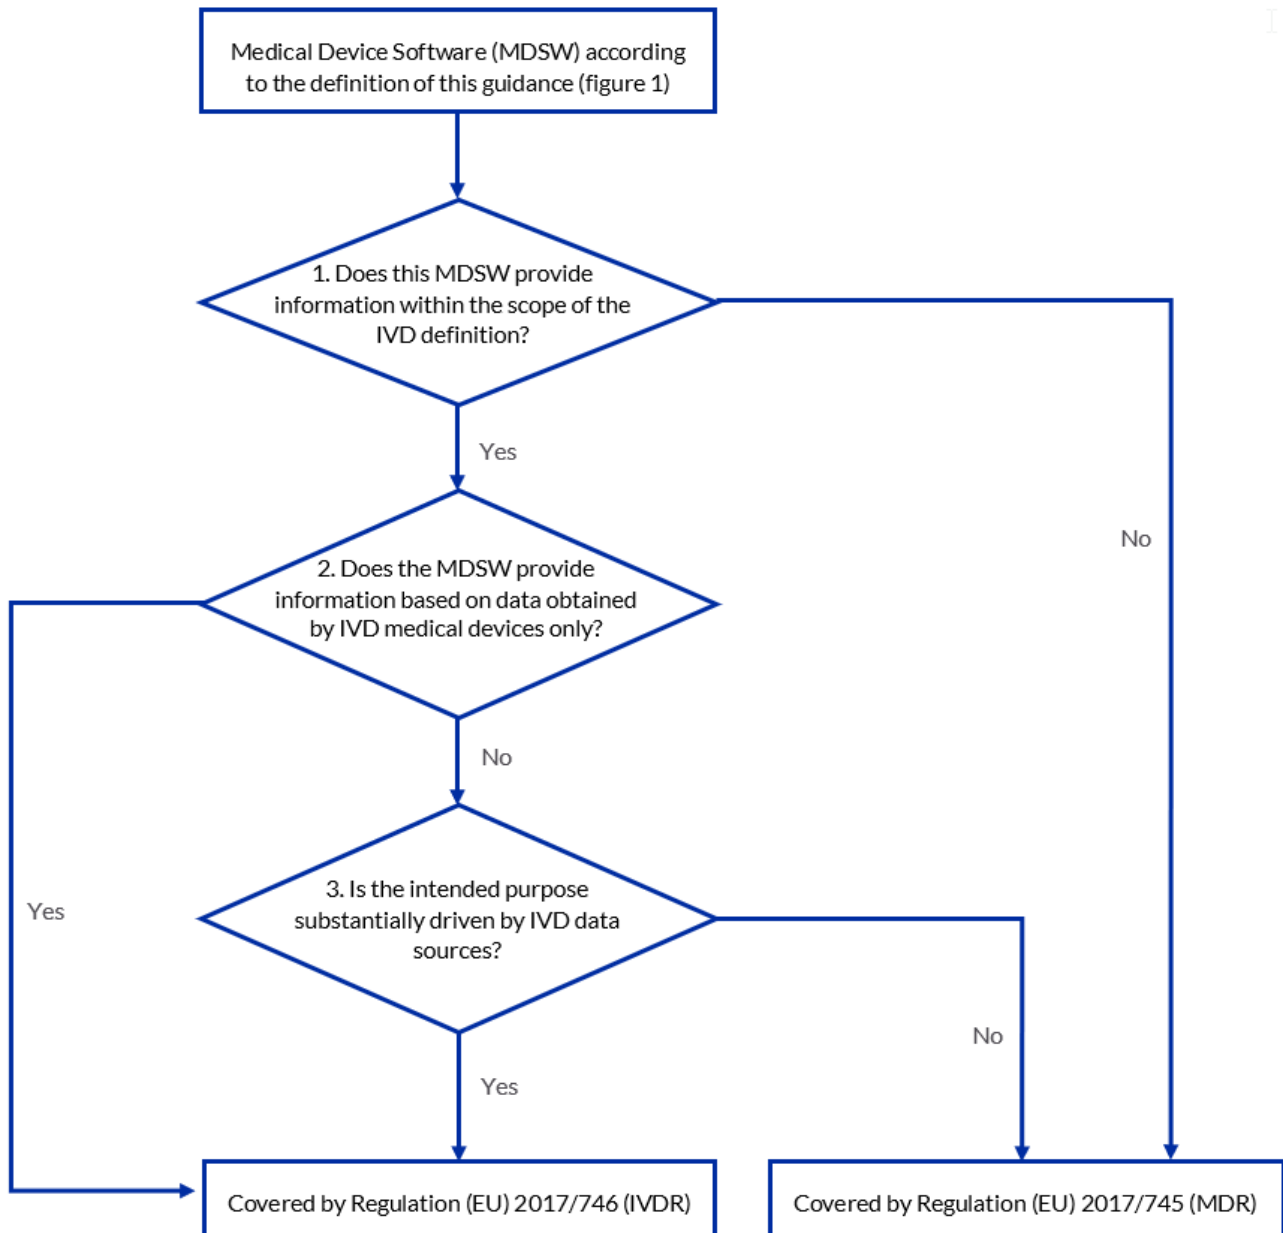 Medical Device Software (MDSW) according
to the definition of this guidance (figure 1)
1. Does this MDSW provide
information within the scope of the
IVD definition?
Yes
No
2. Does the MDSW provide
information based on data obtained
by IVD medical devices only?
No
Yes
3. Is the intended purpose
substantially driven by IVD data
sources?
No
Yes
Covered by Regulation (EU) 2017/746 (IVDR)
Covered by Regulation (EU) 2017/745 (MDR)